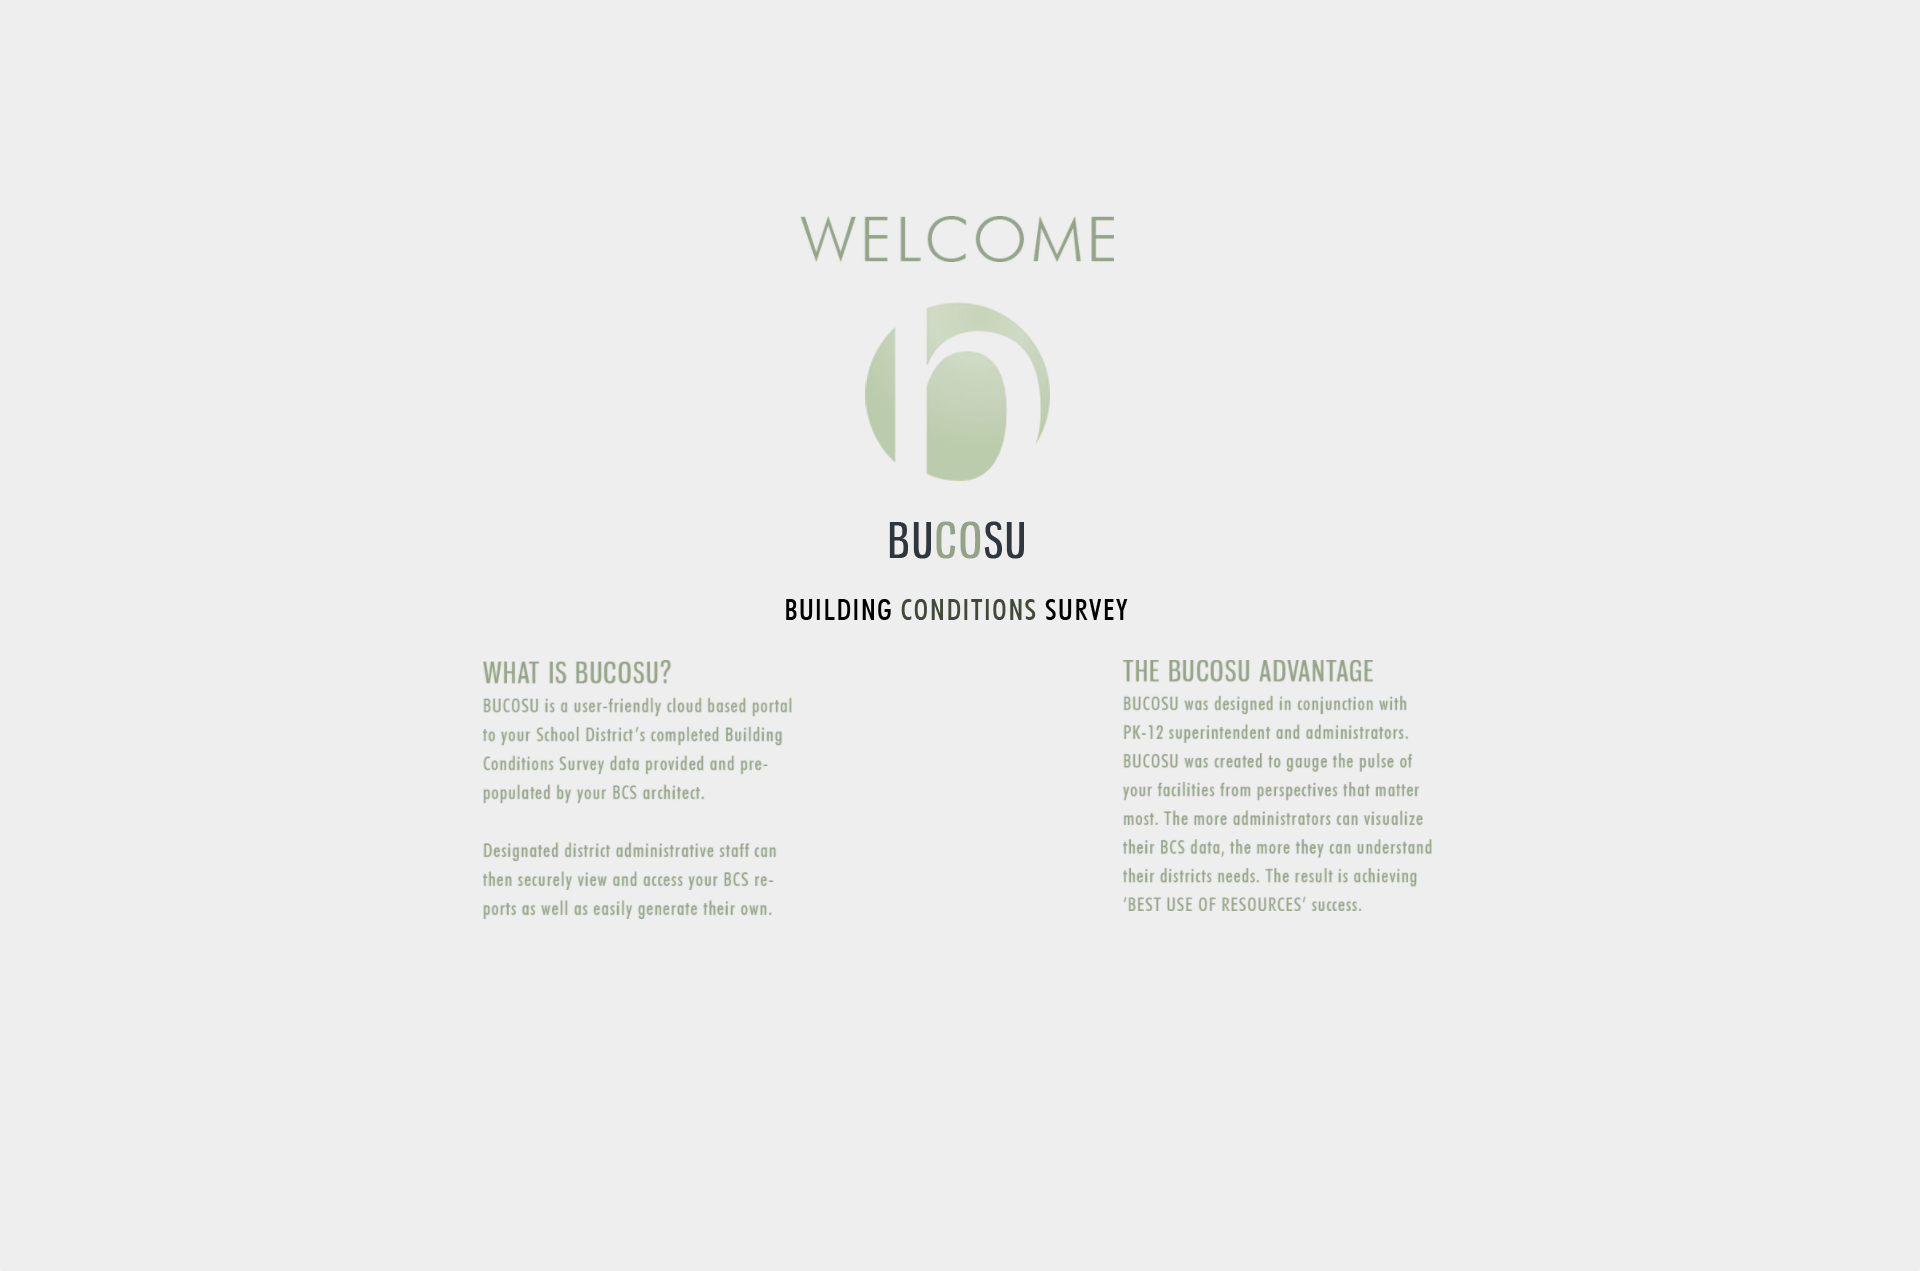 WELCOME
BUCOSU
BUILDING CONDITIONS SURVEY
WHAT IS BUCOSU?
BUCOSU is a user-friendly cloud based portal
to your School District's completed Building
Conditions Survey data provided and pre-
populated by your BCS architect.
Designated district administrative staff can
then securely view and access your BCS re-
ports as well as easily generate their own.
THE BUCOSU ADVANTAGE
BUCOSU was designed in conjunction with
PK-12 superintendent and administrators.
BUCOSU was created to gauge the pulse of
your facilities from perspectives that matter
most. The more administrators can visualize
their BCS data, the more they can understand
their districts needs. The result is achieving
'BEST USE OF RESOURCES' success.